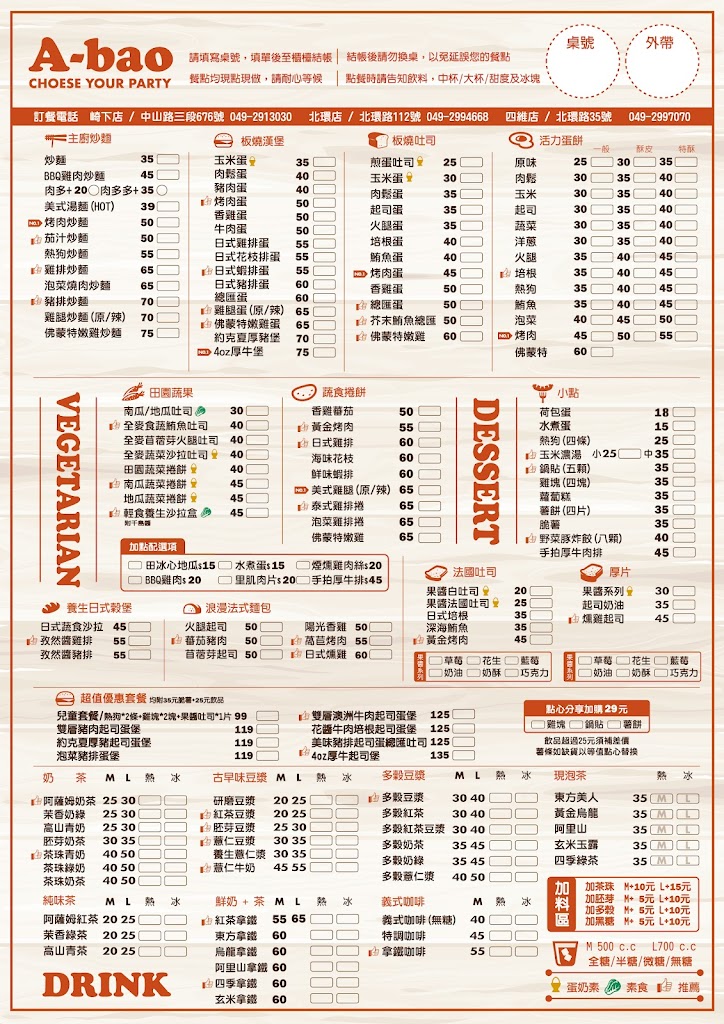 A-bao
CHOESE YOUR PARTY
請填寫桌號，填單後至櫃檯結帳
餐點均現點現做，請耐心等候
結帳後請勿換桌，以免延誤您的餐點
點餐時請告知飲料，中杯/大杯/甜度及冰塊
桌號
外帶
訂餐電話 崎下店 / 中山路三段676號 049-2913030 北環店 / 北環路112號 049-2994668 四維店 / 北環路35號 049-2997070
主廚炒麵
炒麵 35
BBQ雞肉炒麵 45
肉多+20 肉多多+35
美式湯麵(HOT) 39
NO.1 烤肉炒麵 50
茄汁炒麵 50
熱狗炒麵 55
雞排炒麵 65
泡菜燒肉炒麵 65
豬排炒麵 70
雞腿炒麵(原/辣) 70
佛蒙特嫩雞炒麵 75
板燒漢堡
玉米蛋 35
肉鬆蛋 40
豬肉蛋 40
烤肉蛋 50
香雞蛋 50
牛肉蛋 50
日式雞排蛋 55
日式花枝排蛋 55
日式蝦排蛋 55
日式豬排蛋 60
總匯蛋 60
雞腿蛋(原/辣) 60
佛蒙特嫩雞蛋 65
約克夏厚豬堡 70
NO.1 4oz厚牛堡 75
板燒吐司
煎蛋吐司 25
玉米蛋 30
肉鬆蛋 35
起司蛋 35
火腿蛋 35
培根蛋 40
鮪魚蛋 40
NO.1 烤肉蛋 45
香雞蛋 50
總匯蛋 50
芥末鮪魚總匯 50
佛蒙特嫩雞 60
活力蛋餅
一般 酥皮 特酥
原味 25 30 35
肉鬆 30 35 40
玉米 30 35 40
起司 30 35 40
蔬菜 30 35 40
洋蔥 30 35 40
火腿 35 40 45
培根 35 40 45
熱狗 35 40 45
鮪魚 35 40 45
泡菜 40 45 50
NO.1 烤肉 45 50 55
佛蒙特 60
VEGETARIAN
田園蔬果
南瓜/地瓜吐司 30
全麥食蔬鮪魚吐司 40
全麥苜蓿芽火腿吐司 40
全麥蔬菜沙拉吐司 40
田園蔬菜捲餅 40
南瓜蔬菜捲餅 45
地瓜蔬菜捲餅 45
輕食養生沙拉盒 45
附千島醬
蔬食捲餅
香雞蕃茄 50
黃金烤肉 55
日式雞排 60
海味花枝 60
鮮味蝦排 60
NO.1 美式雞腿(原/辣) 65
泰式雞排捲 65
泡菜雞排捲 65
佛蒙特嫩雞 65
加點配選項
田冰心地瓜$15 水煮蛋$15 煙燻雞肉絲$20
BBQ雞肉$20 里肌肉片$20 手拍厚牛排$45
DESSERT
小點
荷包蛋 18
水煮蛋 15
熱狗(四條) 25
玉米濃湯 小25 中35
鍋貼(五顆) 35
雞塊(四塊) 35
蘿蔔糕 35
薯餅(四片) 35
脆薯 35
野菜豚炸餃(八顆) 40
手拍厚牛肉排 45
養生日式榖堡
日式蔬食沙拉 45
孜然醬雞排 55
孜然醬豬排 55
浪漫法式麵包
火腿起司 50
蕃茄豬肉 50
苜蓿芽起司 50
陽光香雞 50
萵苣烤肉 55
日式燻雞 60
法國吐司
果醬白吐司 25
果醬法國吐司 25
日式培根 35
深海鮪魚 35
黃金烤肉 45
果醬系列
草莓 花生 藍莓
奶油 奶酥 巧克力
厚片
果醬系列 30
起司奶油 35
燻雞起司 45
果醬系列
草莓 花生 藍莓
奶油 奶酥 巧克力
超值優惠套餐 均附35元脆薯+25元飲品
兒童套餐/熱狗*2條+雞塊*2塊+果醬吐司*1片 99
雙層豬肉起司蛋堡 119
約克夏厚豬起司蛋堡 119
泡菜豬排蛋堡 119
雙層澳洲牛肉起司蛋堡 125
花醬牛肉培根起司蛋堡 125
美味豬排起司蛋總匯吐司 125
4oz厚牛起司堡 135
點心分享加購29元
雞塊 鍋貼 薯餅
飲品超過25元須補差價
薯條如缺貨以等值點心替換
奶茶 M L 熱 冰
阿薩姆奶茶 25 30
茉香奶綠 25 30
高山青奶 25 30
胚芽奶茶 30 35
茶珠青奶 40 50
茶珠綠奶 40 50
茶珠奶茶 40 50
古早味豆漿 M L 熱 冰
研磨豆漿 20 25
紅茶豆漿 20 25
胚芽豆漿 25 30
薏仁豆漿 30 35
養生薏仁漿 30 35
薏仁牛奶 45 55
多穀豆漿 M L 熱 冰
多穀豆漿 30 40
多穀紅茶 30 40
多穀紅茶豆漿 30 40
多穀奶茶 35 45
多穀奶綠 35 45
多穀薏仁漿 40 50
現泡茶 熱 冰
東方美人 35 M L
黃金烏龍 35 M L
阿里山 35 M L
玄米玉露 35 M L
四季綠茶 35 M L
純味茶 M L 熱 冰
阿薩姆紅茶 20 25
茉香綠茶 20 25
高山青茶 20 25
鮮奶+茶 M L 熱 冰
紅茶拿鐵 55 65
東方拿鐵 60
烏龍拿鐵 60
阿里山拿鐵 60
四季拿鐵 60
玄米拿鐵 60
義式咖啡 M 熱 冰
義式咖啡(無糖) 40
特調咖啡 45
拿鐵咖啡 55
加料區
加茶珠 M+10元 L+15元
加胚芽 M+ 5元 L+10元
加多穀 M+ 5元 L+10元
加黑糖 M+ 5元 L+10元
M 500 c.c L700 c.c
全糖/半糖/微糖/無糖
蛋奶素 素食 推薦
DRINK